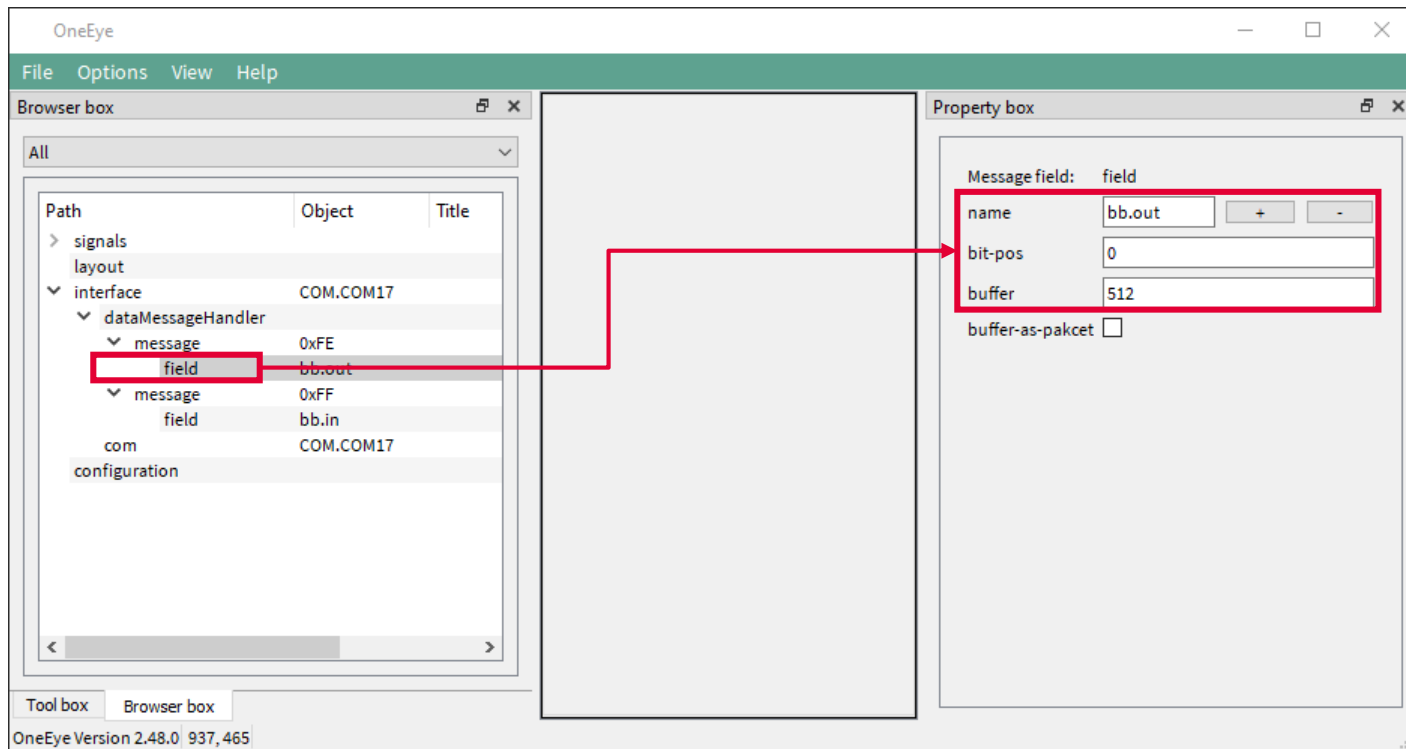 OneEye
File Options View Help
Browser box
All
Path Object Title
signals
layout
interface COM.COM17
dataMessageHandler
message 0xFE
field bb.out
message 0xFF
field bb.in
com COM.COM17
configuration
Tool box Browser box
OneEye Version 2.48.0 937, 465
Property box
Message field: field
name bb.out + -
bit-pos 0
buffer 512
buffer-as-pakcet